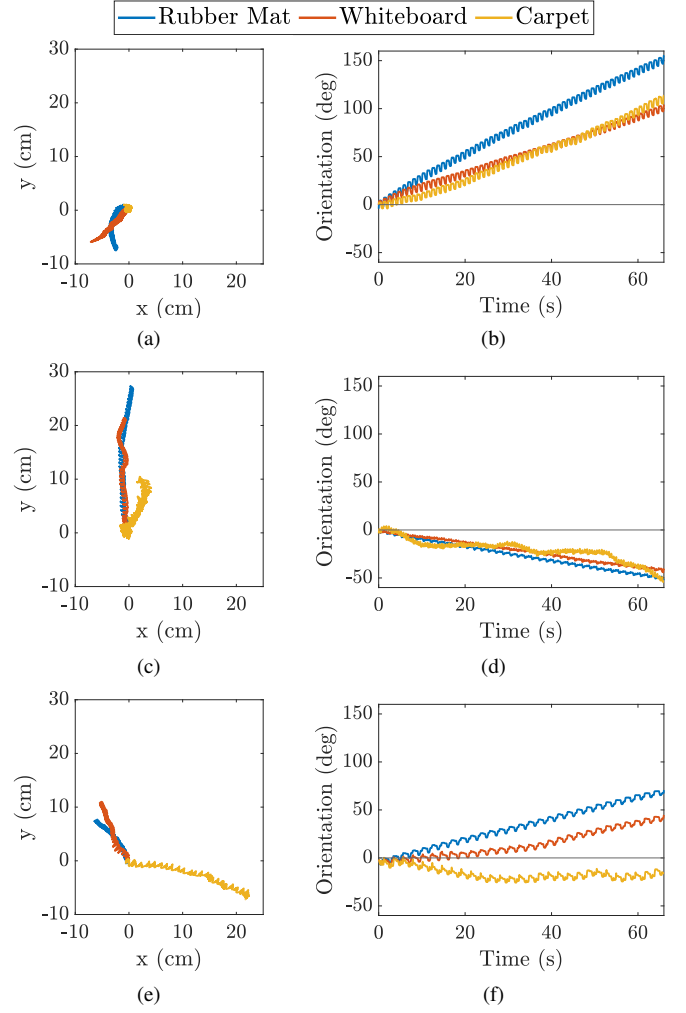 Rubber Mat Whiteboard Carpet
30
20
10
0
-10
y (cm)
-10 0 10 20
x (cm)
(a)
150
100
50
0
-50
Orientation (deg)
0 20 40 60
Time (s)
(b)
30
20
10
0
-10
y (cm)
-10 0 10 20
x (cm)
(c)
150
100
50
0
-50
Orientation (deg)
0 20 40 60
Time (s)
(d)
30
20
10
0
-10
y (cm)
-10 0 10 20
x (cm)
(e)
150
100
50
0
-50
Orientation (deg)
0 20 40 60
Time (s)
(f)